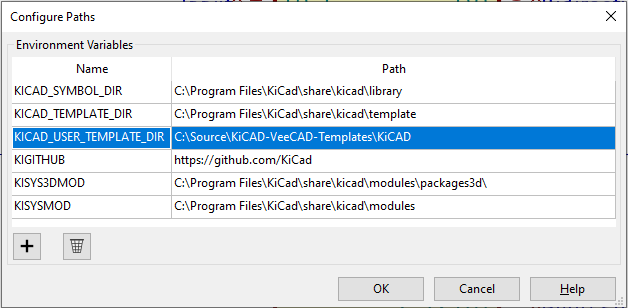 Configure Paths
Environment Variables
Name Path
KICAD_SYMBOL_DIR C:\Program Files\KiCad\share\kicad\library
KICAD_TEMPLATE_DIR C:\Program Files\KiCad\share\kicad\template
KICAD_USER_TEMPLATE_DIR C:\Source\KiCAD-VeeCAD-Templates\KiCAD
KIGITHUB https://github.com/KiCad
KISYS3DMOD C:\Program Files\KiCad\share\kicad\modules\packages3d\
KISYSMOD C:\Program Files\KiCad\share\kicad\modules
OK Cancel Help